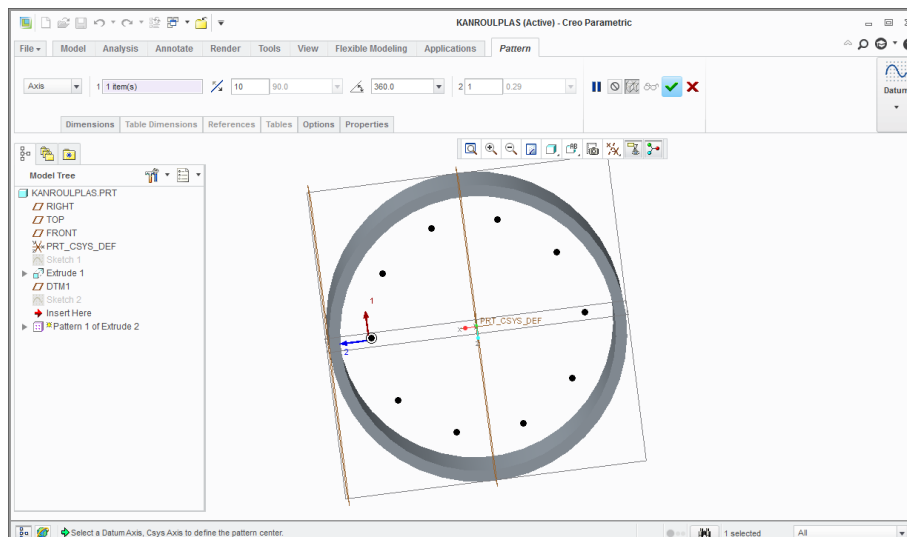 KANROULPLAS (Active) - Creo Parametric
File Model Analysis Annotate Render Tools View Flexible Modeling Applications Pattern
Axis 1 1 item(s) 10 90.0 360.0 2 1 0.29
Datum
Dimensions Table Dimensions References Tables Options Properties
Model Tree
KANROULPLAS.PRT
RIGHT
TOP
FRONT
PRT_CSYS_DEF
Sketch 1
Extrude 1
DTM1
Sketch 2
Insert Here
Pattern 1 of Extrude 2
1
2
X
PRT_CSYS_DEF
Z
Select a Datum Axis, Csys Axis to define the pattern center.
1 selected
All